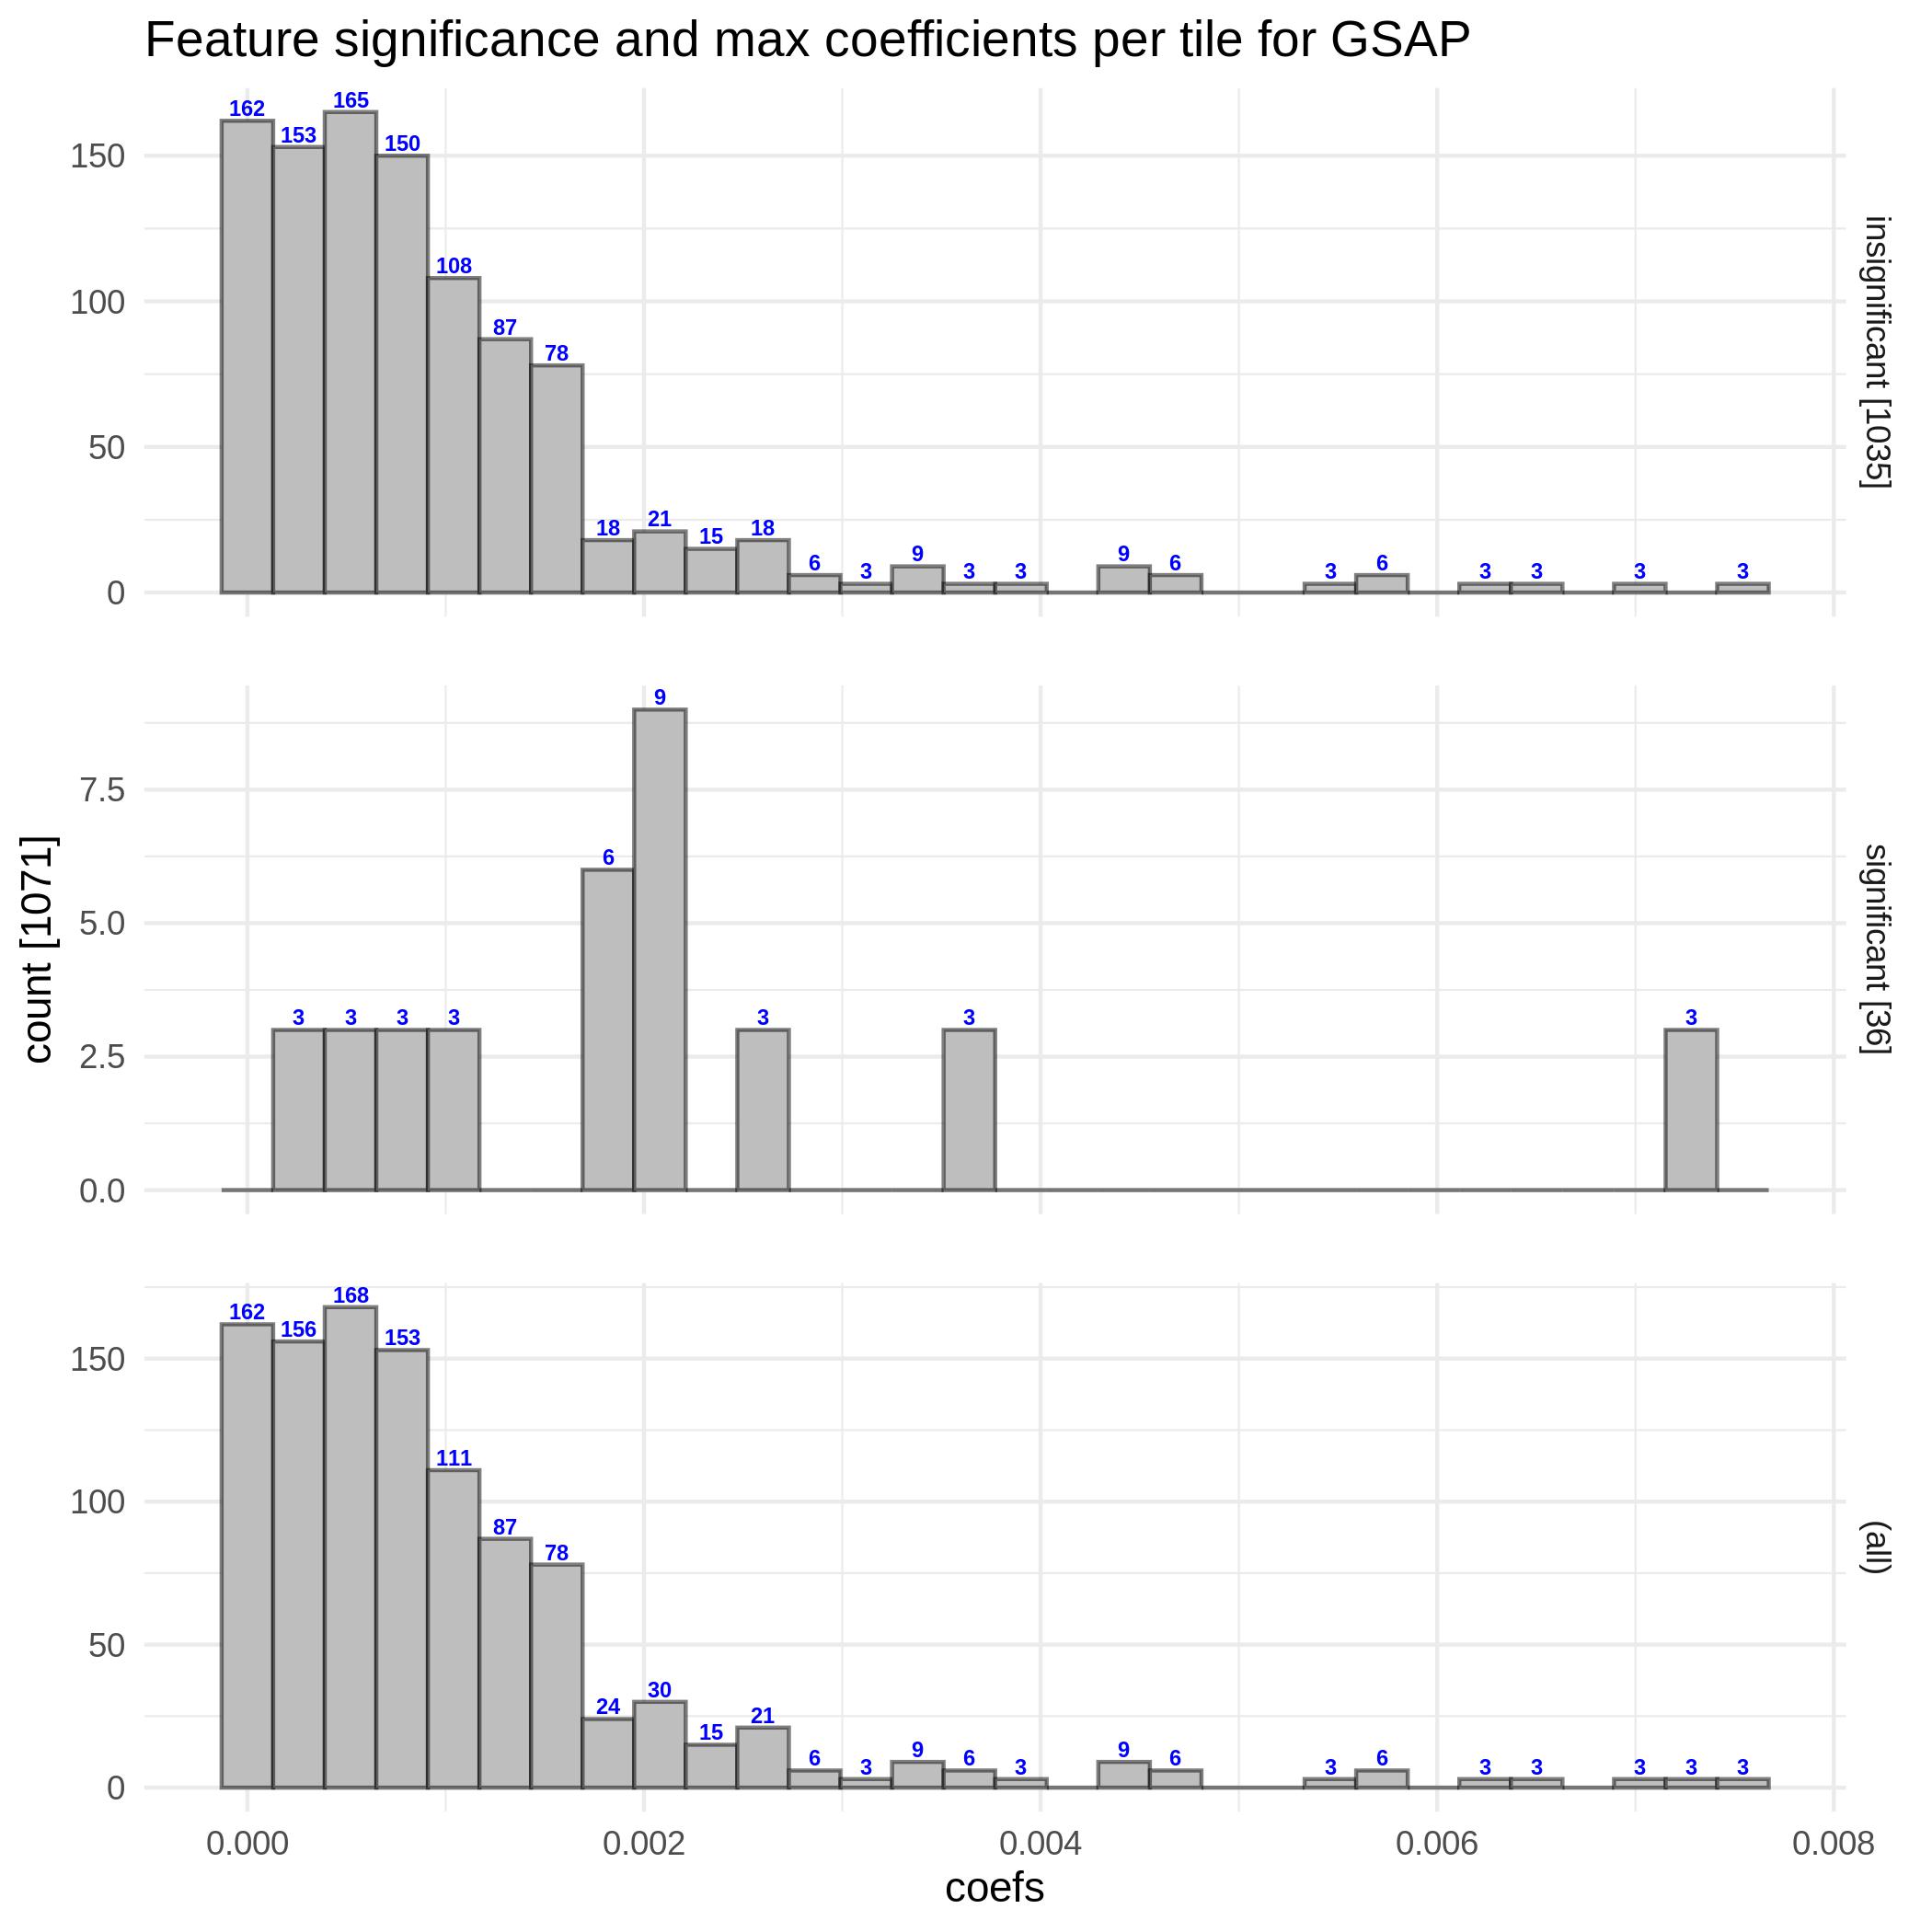 Feature significance and max coefficients per tile for GSAP
162 153 165 150 108 87 78 18 21 15 18 6 3 9 3 3 9 6 3 6 3 3 3 3
150
100
50
0
insignificant [1035]
count [1071]
3 3 3 3 6 9 3 3 3
7.5
5.0
2.5
0.0
significant [36]
162 156 168 153 111 87 78 24 30 15 21 6 3 9 6 3 9 6 3 6 3 3 3 3 3
150
100
50
0
(all)
0.000 0.002 0.004 0.006 0.008
coefs